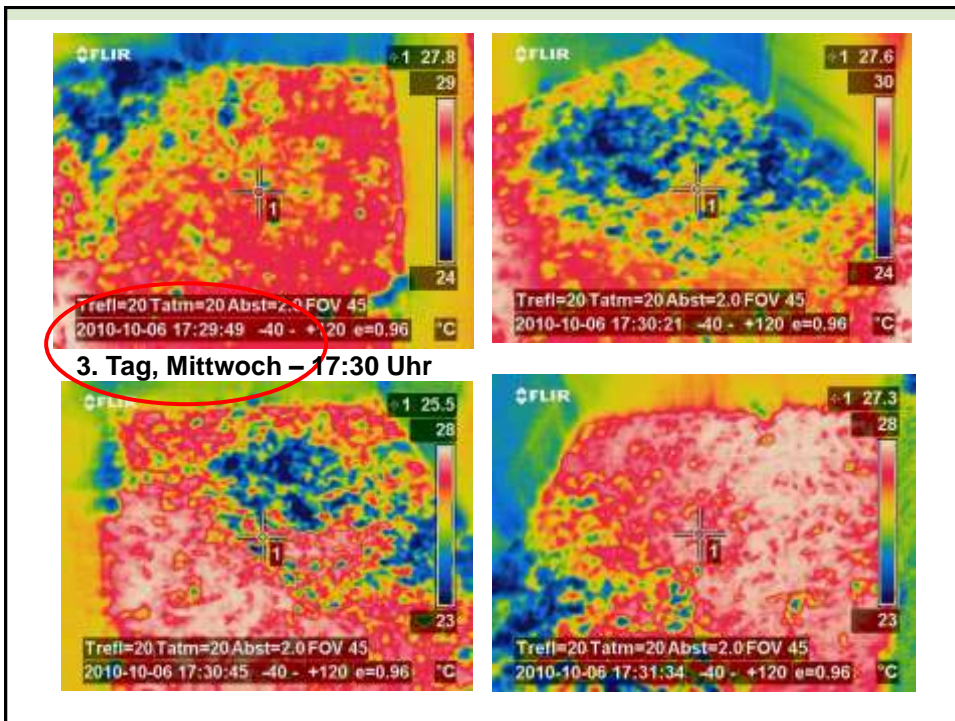 FLIR
1 27.8
29
1
24
Trefl=20 Tatm=20 Abst=2.0 FOV 45
2010-10-06 17:29:49 -40 - +120 e=0.96 °C
FLIR
1 27.6
30
1
24
Trefl=20 Tatm=20 Abst=2.0 FOV 45
2010-10-06 17:30:21 -40 - +120 e=0.96 °C
3. Tag, Mittwoch – 17:30 Uhr
FLIR
1 25.5
28
1
23
Trefl=20 Tatm=20 Abst=2.0 FOV 45
2010-10-06 17:30:45 -40 - +120 e=0.96 °C
FLIR
1 27.3
28
1
23
Trefl=20 Tatm=20 Abst=2.0 FOV 45
2010-10-06 17:31:34 -40 - +120 e=0.96 °C